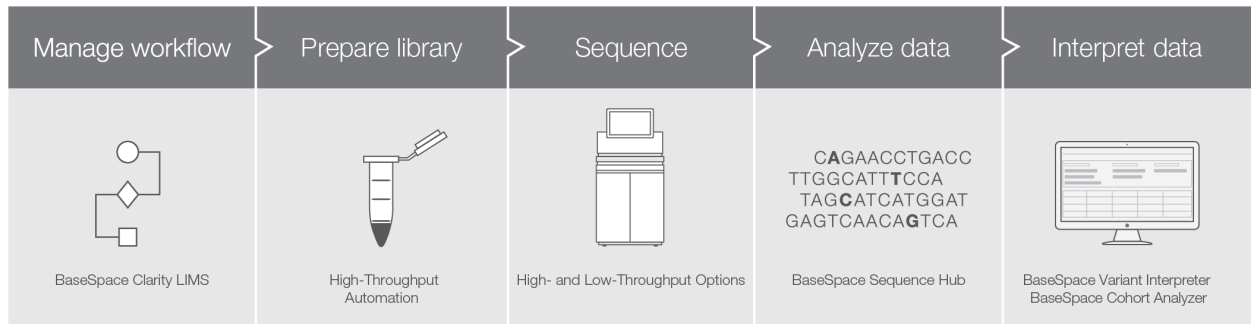 Manage workflow
Prepare library
Sequence
Analyze data
Interpret data
CAGAACCTGACC
TTGGCATTTCCA
TAGCATCATGGAT
GAGTCAACAGTCA
BaseSpace Clarity LIMS
High-Throughput
Automation
High- and Low-Throughput Options
BaseSpace Sequence Hub
BaseSpace Variant Interpreter
BaseSpace Cohort Analyzer